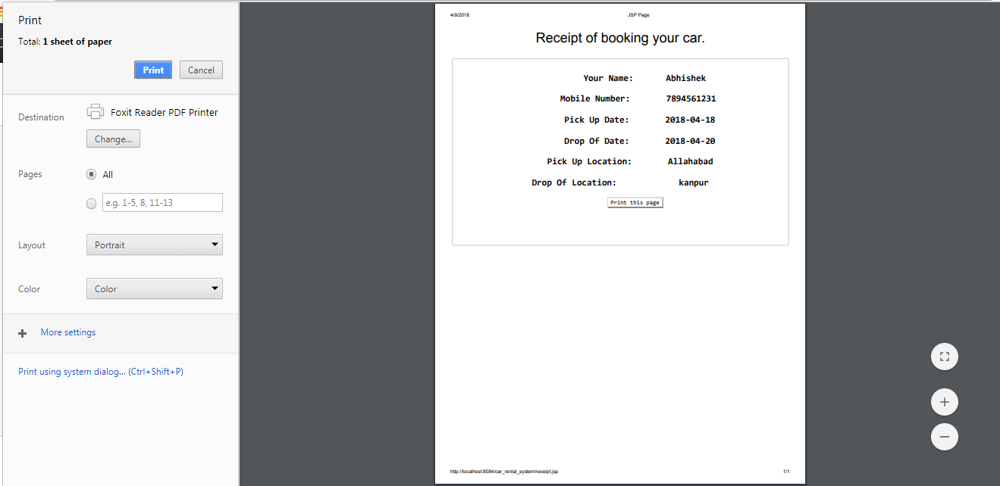 Print
Total: 1 sheet of paper
Print Cancel
Destination Foxit Reader PDF Printer
Change...
Pages All
e.g. 1-5, 8, 11-13
Layout Portrait
Color Color
More settings
Print using system dialog... (Ctrl+Shift+P)
4/9/2018 JSP Page
Receipt of booking your car.
Your Name: Abhishek
Mobile Number: 7894561231
Pick Up Date: 2018-04-18
Drop Of Date: 2018-04-20
Pick Up Location: Allahabad
Drop Of Location: kanpur
Print this page
http://localhost:8084/car_rental_system/receipt.jsp 1/1